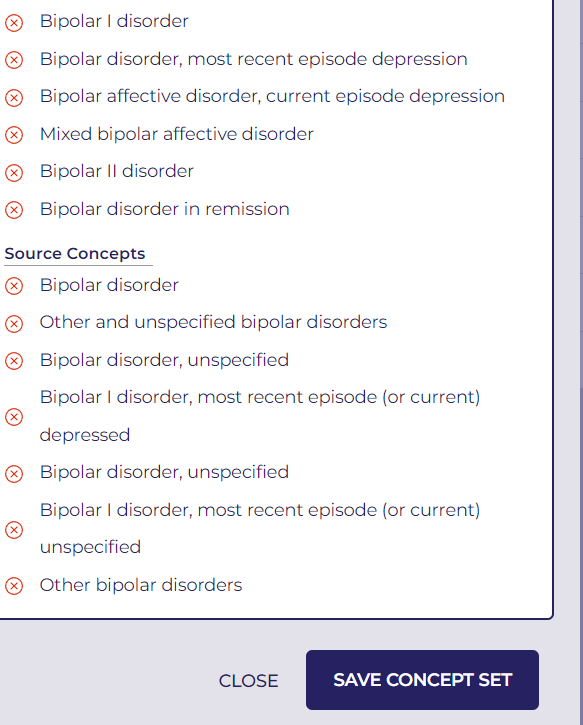 Bipolar I disorder
Bipolar disorder, most recent episode depression
Bipolar affective disorder, current episode depression
Mixed bipolar affective disorder
Bipolar II disorder
Bipolar disorder in remission
Source Concepts
Bipolar disorder
Other and unspecified bipolar disorders
Bipolar disorder, unspecified
Bipolar I disorder, most recent episode (or current)
depressed
Bipolar disorder, unspecified
Bipolar I disorder, most recent episode (or current)
unspecified
Other bipolar disorders
CLOSE SAVE CONCEPT SET